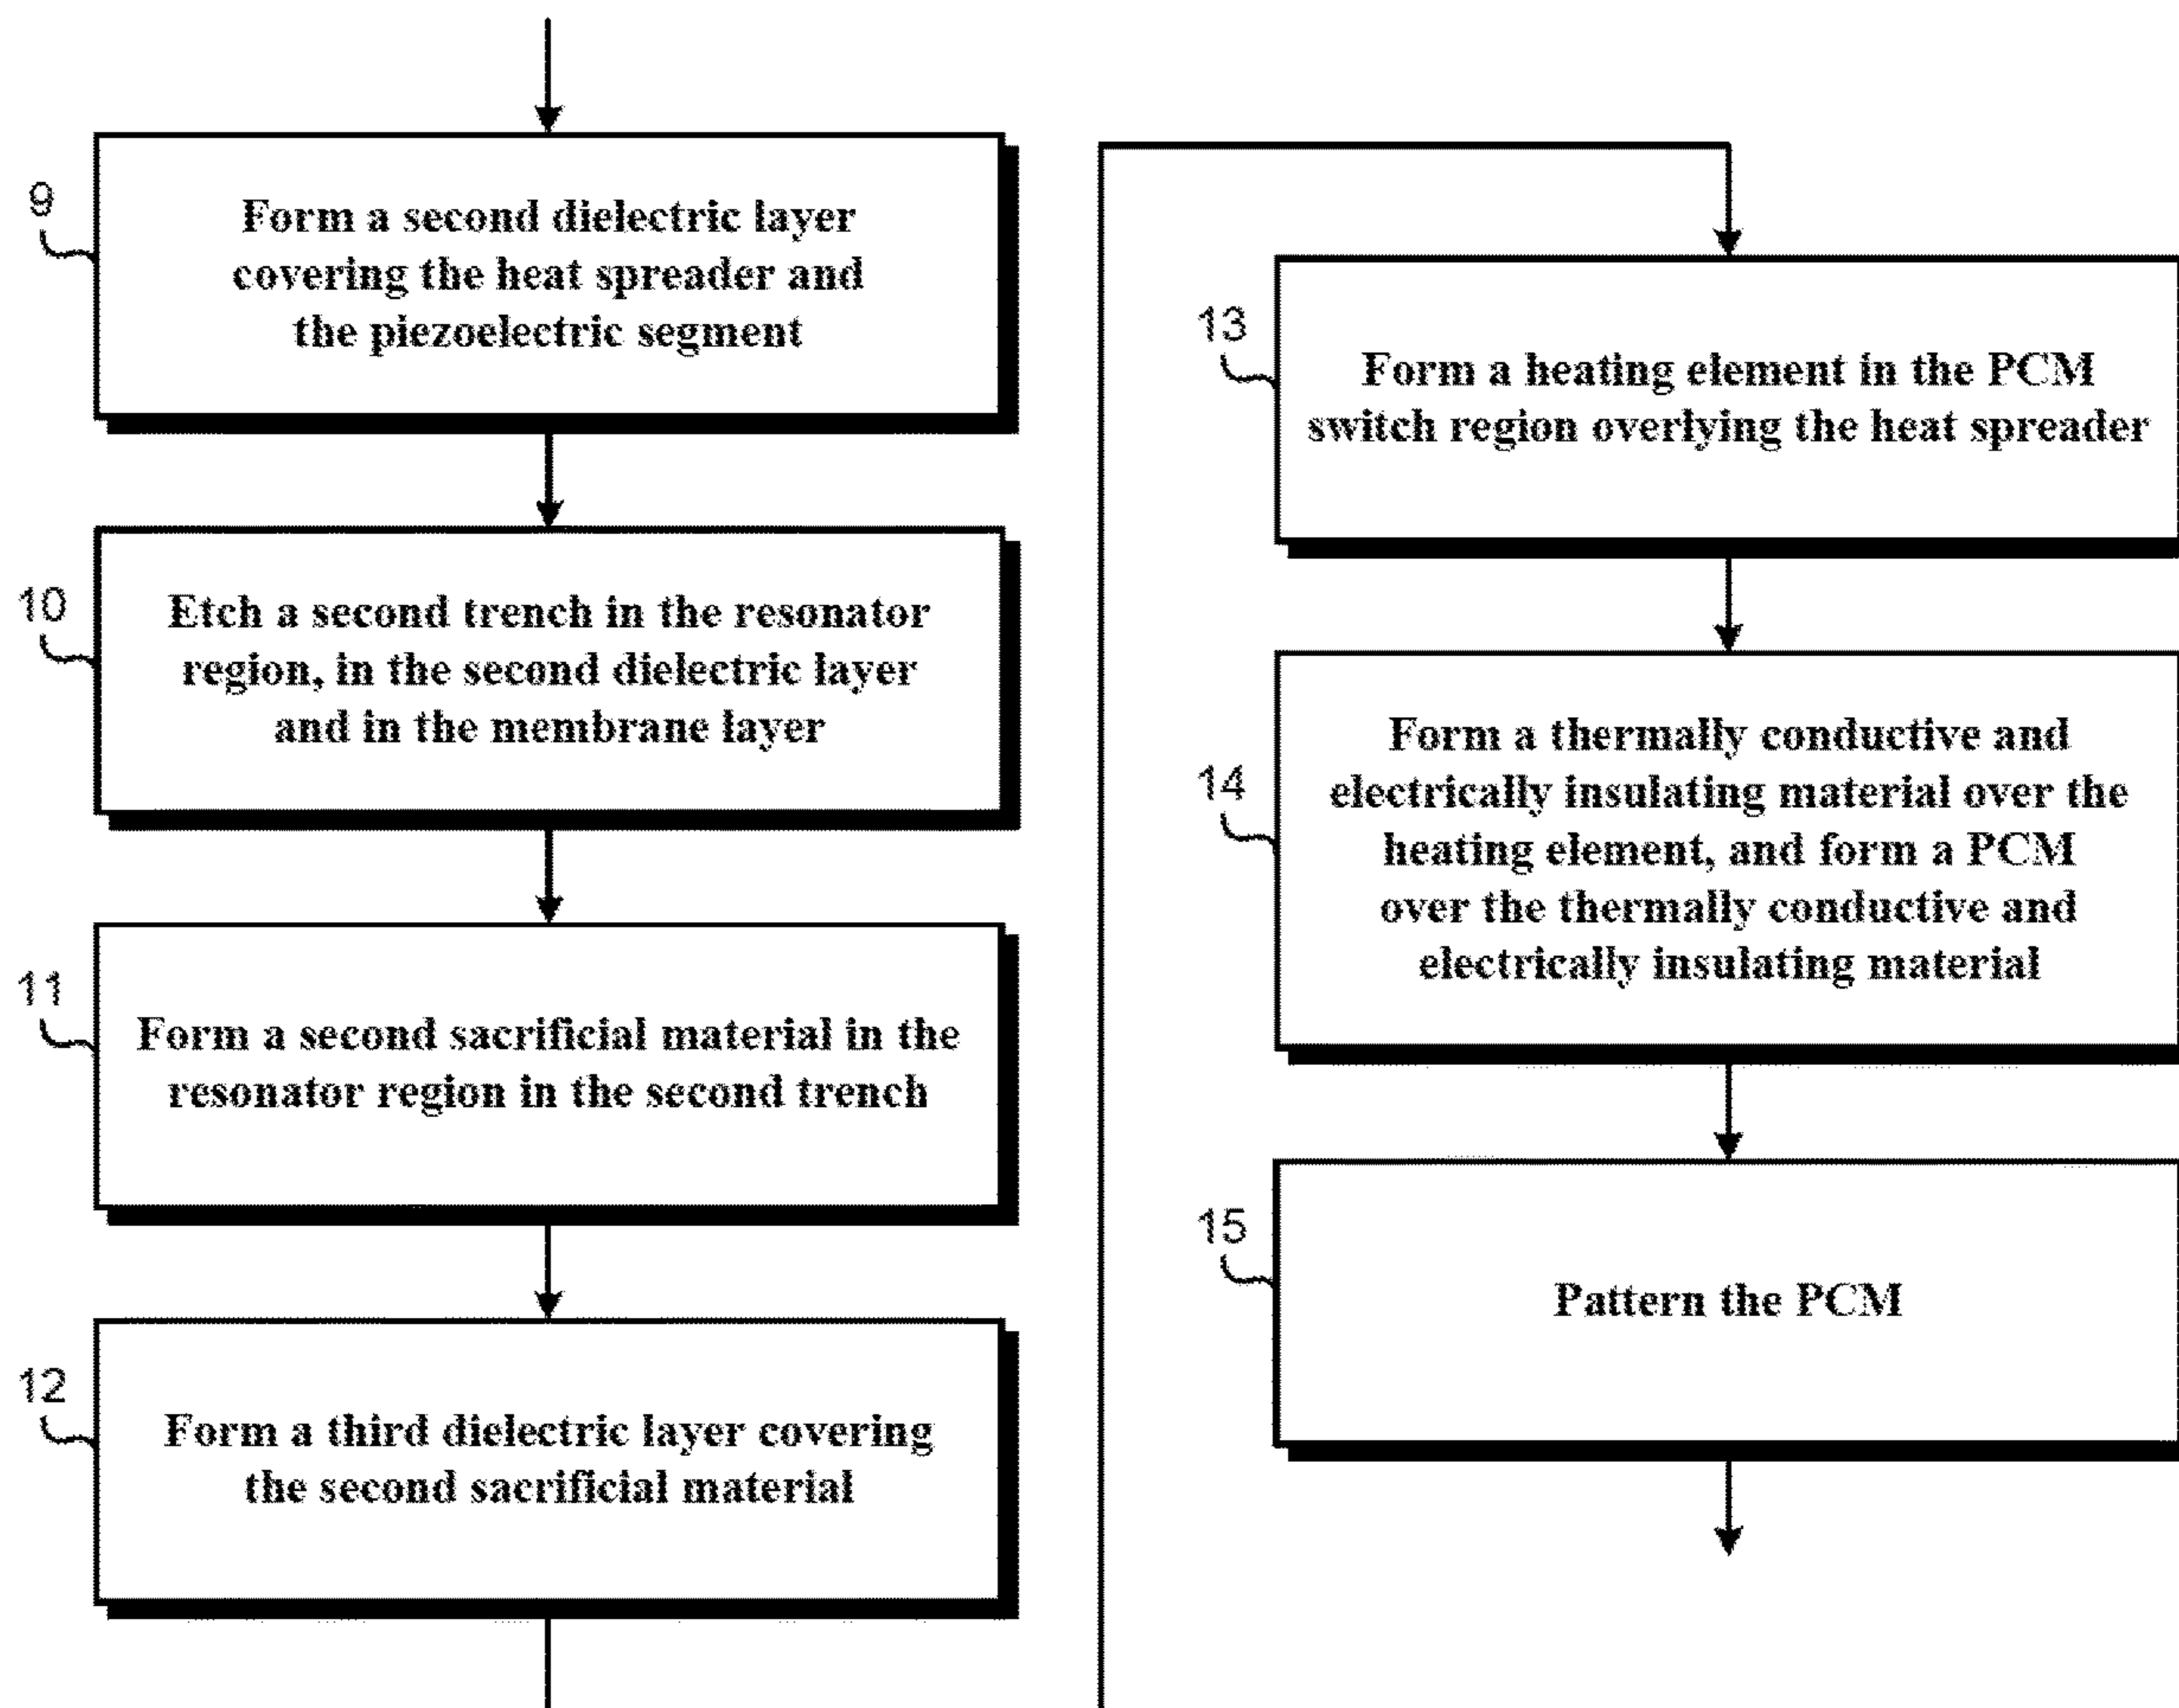 9
Form a second dielectric layer
covering the heat spreader and
the piezoelectric segment
10
Etch a second trench in the resonator
region, in the second dielectric layer
and in the membrane layer
11
Form a second sacrificial material in the
resonator region in the second trench
12
Form a third dielectric layer covering
the second sacrificial material
13
Form a heating element in the PCM
switch region overlying the heat spreader
14
Form a thermally conductive and
electrically insulating material over the
heating element, and form a PCM
over the thermally conductive and
electrically insulating material
15
Pattern the PCM